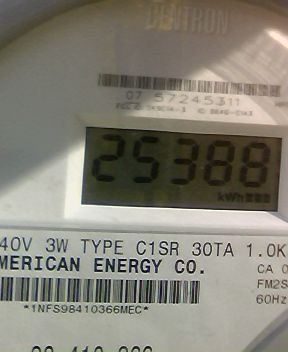 CENTRON
07 57245311
25388
kWh
40V 3W TYPE C1SR 30TA 1.0K
MERICAN ENERGY CO.
CA 0
FM2S
*1NFS98410366MEC*
60Hz